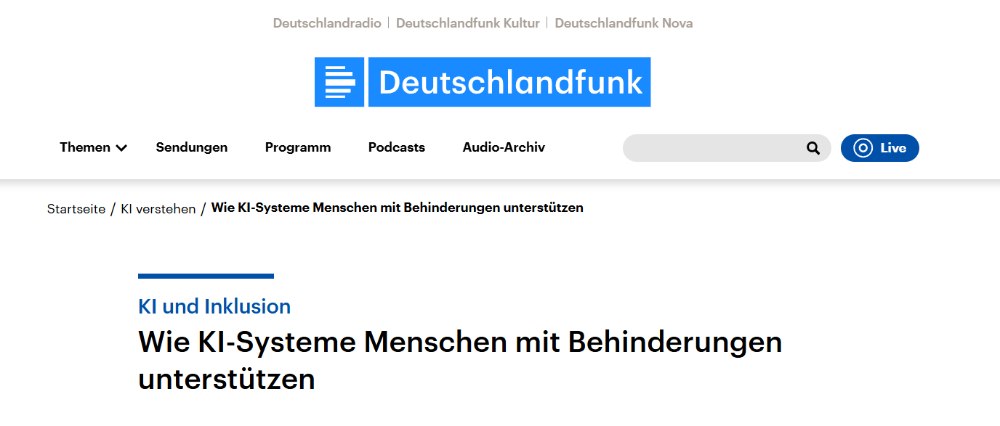 Deutschlandradio | Deutschlandfunk Kultur | Deutschlandfunk Nova
Deutschlandfunk
Themen Sendungen Programm Podcasts Audio-Archiv Live
Startseite / KI verstehen / Wie KI-Systeme Menschen mit Behinderungen unterstützen
KI und Inklusion
Wie KI-Systeme Menschen mit Behinderungen
unterstützen